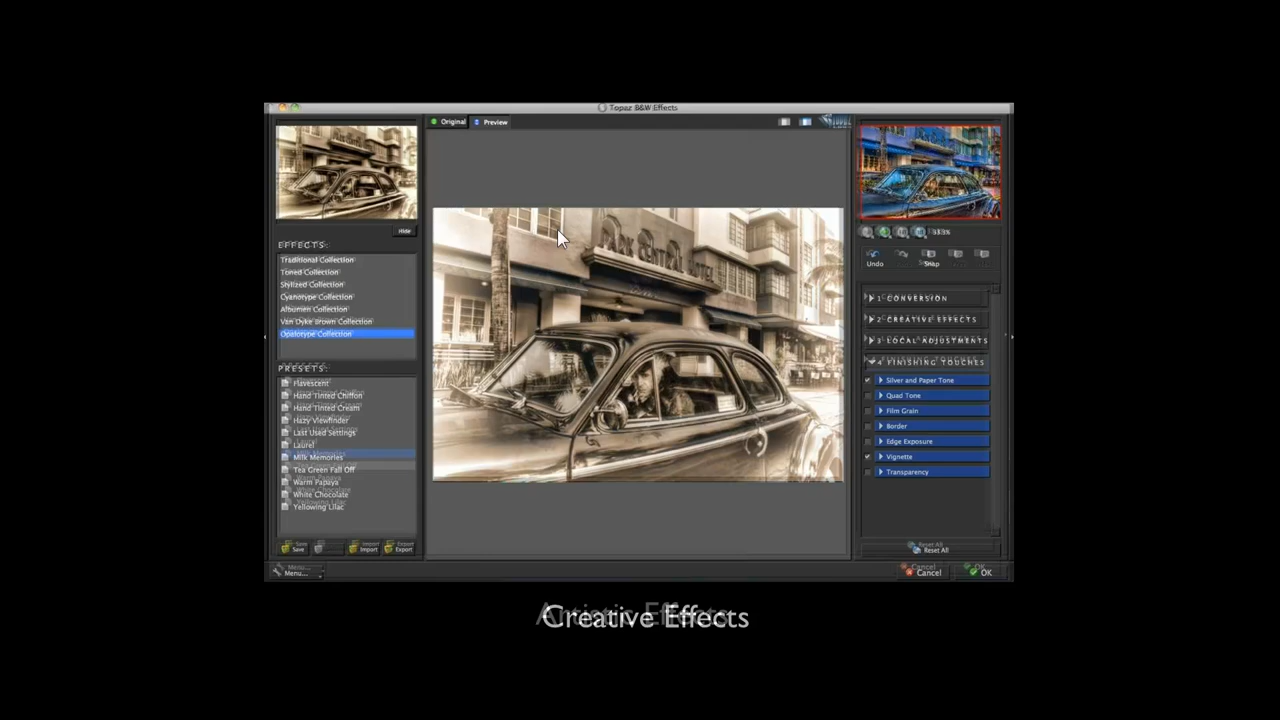 Topaz B&W Effects
Original
Preview
PARK CENTRAL HOTEL
Hide
EFFECTS:
Traditional Collection
Toned Collection
Stylized Collection
Cyanotype Collection
Albumen Collection
Van Dyke Brown Collection
Opalotype Collection
PRESETS:
Flavescent
Hand Tinted Chiffon
Hand Tinted Cream
Hazy Viewfinder
Last Used Settings
Laurel
Milk Memories
Tea Green Fall Off
Warm Papaya
White Chocolate
Yellowing Lilac
Save
Import
Export
Menu...
Undo
Snap
1 CONVERSION
2 CREATIVE EFFECTS
3 LOCAL ADJUSTMENTS
4 FINISHING TOUCHES
Silver and Paper Tone
Quad Tone
Film Grain
Border
Edge Exposure
Vignette
Transparency
Reset All
Cancel
OK
Creative Effects